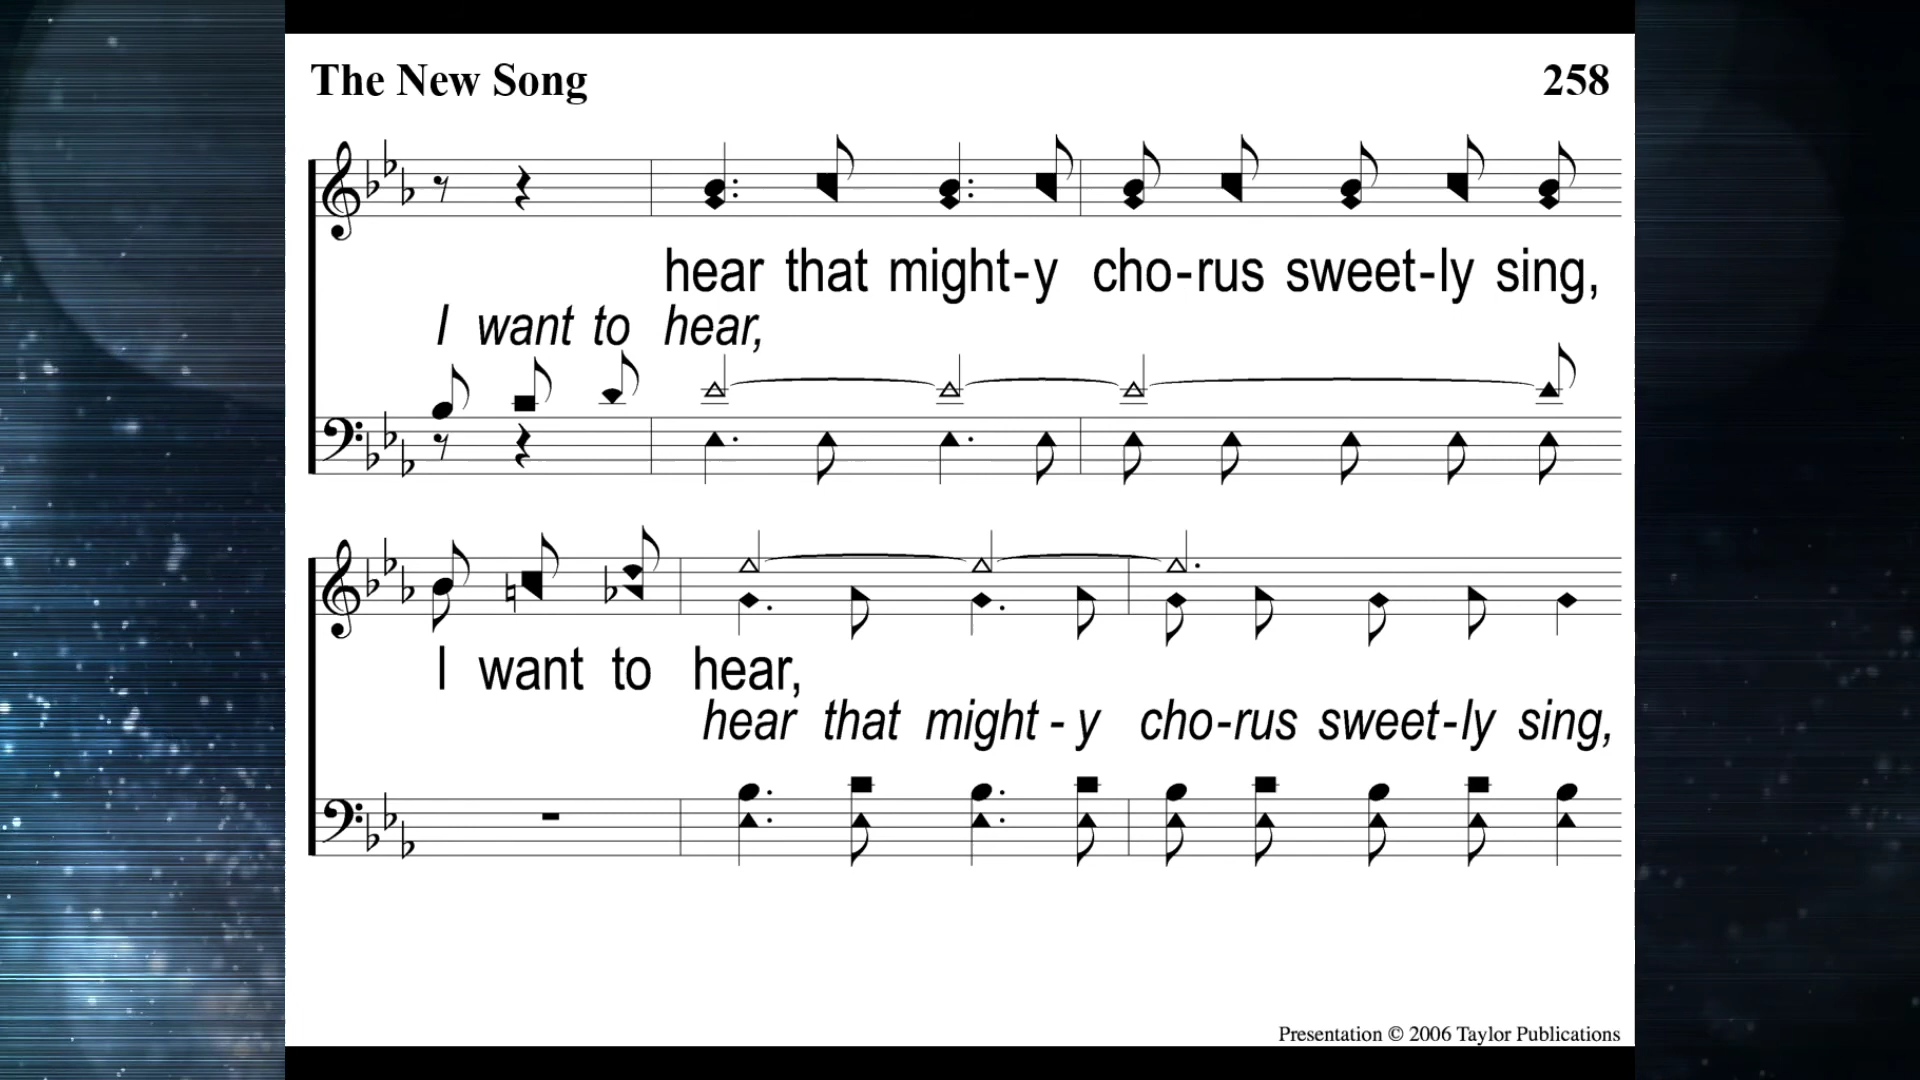 The New Song 258
hear that might-y cho-rus sweet-ly sing,
I want to hear,
I want to hear,
hear that might - y cho-rus sweet-ly sing,
Presentation © 2006 Taylor Publications